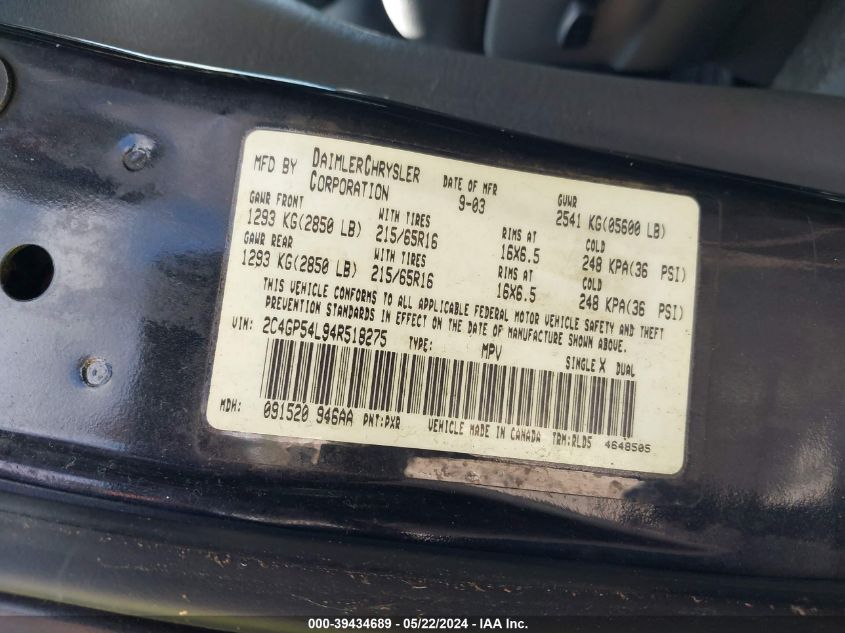 MFD BY DAIMLERCHRYSLER CORPORATION DATE OF MFR 9-03 GVWR 2541 KG(05600 LB)
GAWR FRONT WITH TIRES RIMS AT COLD
1293 KG(2850 LB) 215/65R16 16X6.5 248 KPA(36 PSI)
GAWR REAR WITH TIRES RIMS AT COLD
1293 KG(2850 LB) 215/65R16 16X6.5 248 KPA(36 PSI)
THIS VEHICLE CONFORMS TO ALL APPLICABLE FEDERAL MOTOR VEHICLE SAFETY AND THEFT
PREVENTION STANDARDS IN EFFECT ON THE DATE OF MANUFACTURE SHOWN ABOVE.
VIN: 2C4GP54L94R519275 TYPE: MPV SINGLE X DUAL
MDH: 091520 946AA PNT:PXR VEHICLE MADE IN CANADA TRM:RLD5 4648505
000-39434689 - 05/22/2024 - IAA